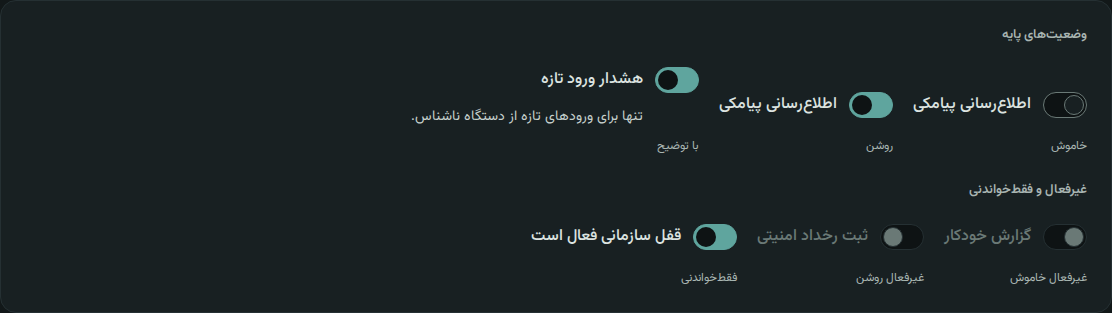 وضعیت‌های پایه
اطلاع‌رسانی پیامکی
خاموش
اطلاع‌رسانی پیامکی
روشن
هشدار ورود تازه
تنها برای ورودهای تازه از دستگاه ناشناس.
با توضیح
غیرفعال و فقط‌خواندنی
گزارش خودکار
غیرفعال خاموش
ثبت رخداد امنیتی
غیرفعال روشن
قفل سازمانی فعال است
فقط‌خواندنی